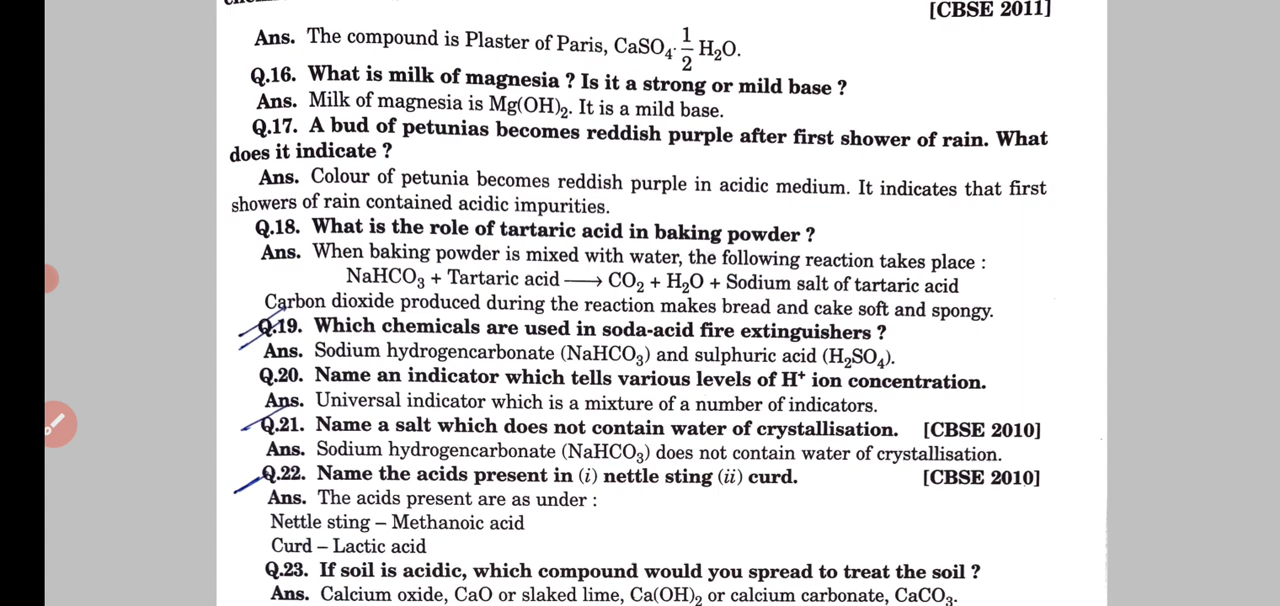 [CBSE 2011]
Ans. The compound is Plaster of Paris, CaSO₄·½ H₂O.
Q.16. What is milk of magnesia ? Is it a strong or mild base ?
Ans. Milk of magnesia is Mg(OH)₂. It is a mild base.
Q.17. A bud of petunias becomes reddish purple after first shower of rain. What
does it indicate ?
Ans. Colour of petunia becomes reddish purple in acidic medium. It indicates that first
showers of rain contained acidic impurities.
Q.18. What is the role of tartaric acid in baking powder ?
Ans. When baking powder is mixed with water, the following reaction takes place :
NaHCO₃ + Tartaric acid ⟶ CO₂ + H₂O + Sodium salt of tartaric acid
Carbon dioxide produced during the reaction makes bread and cake soft and spongy.
Q.19. Which chemicals are used in soda-acid fire extinguishers ?
Ans. Sodium hydrogencarbonate (NaHCO₃) and sulphuric acid (H₂SO₄).
Q.20. Name an indicator which tells various levels of H⁺ ion concentration.
Ans. Universal indicator which is a mixture of a number of indicators.
Q.21. Name a salt which does not contain water of crystallisation. [CBSE 2010]
Ans. Sodium hydrogencarbonate (NaHCO₃) does not contain water of crystallisation.
Q.22. Name the acids present in (i) nettle sting (ii) curd. [CBSE 2010]
Ans. The acids present are as under :
Nettle sting – Methanoic acid
Curd – Lactic acid
Q.23. If soil is acidic, which compound would you spread to treat the soil ?
Ans. Calcium oxide, CaO or slaked lime, Ca(OH)₂ or calcium carbonate, CaCO₃.